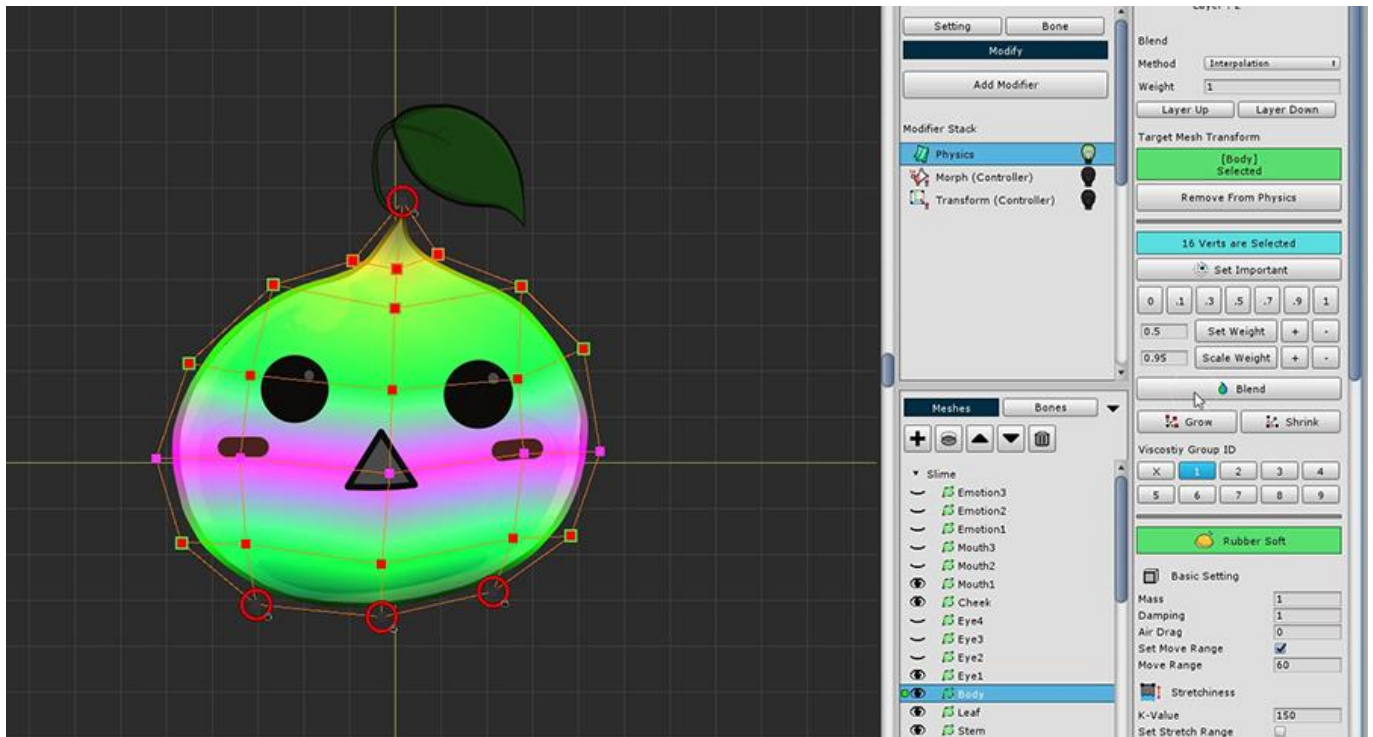 Setting Bone
Modify
Add Modifier
Modifier Stack
Physics
Morph (Controller)
Transform (Controller)
Meshes Bones
Slime
Emotion3
Emotion2
Emotion1
Mouth3
Mouth2
Mouth1
Cheek
Eye4
Eye3
Eye2
Eye1
Body
Leaf
Stem
Blend
Method Interpolation
Weight 1
Layer Up Layer Down
Target Mesh Transform
[Body]
Selected
Remove From Physics
16 Verts are Selected
Set Important
0 .1 .3 .5 .7 .9 1
0.5 Set Weight + -
0.95 Scale Weight + -
Blend
Grow Shrink
Viscostiy Group ID
X 1 2 3 4
5 6 7 8 9
Rubber Soft
Basic Setting
Mass 1
Damping 1
Air Drag 0
Set Move Range
Move Range 60
Stretchiness
K-Value 150
Set Stretch Range